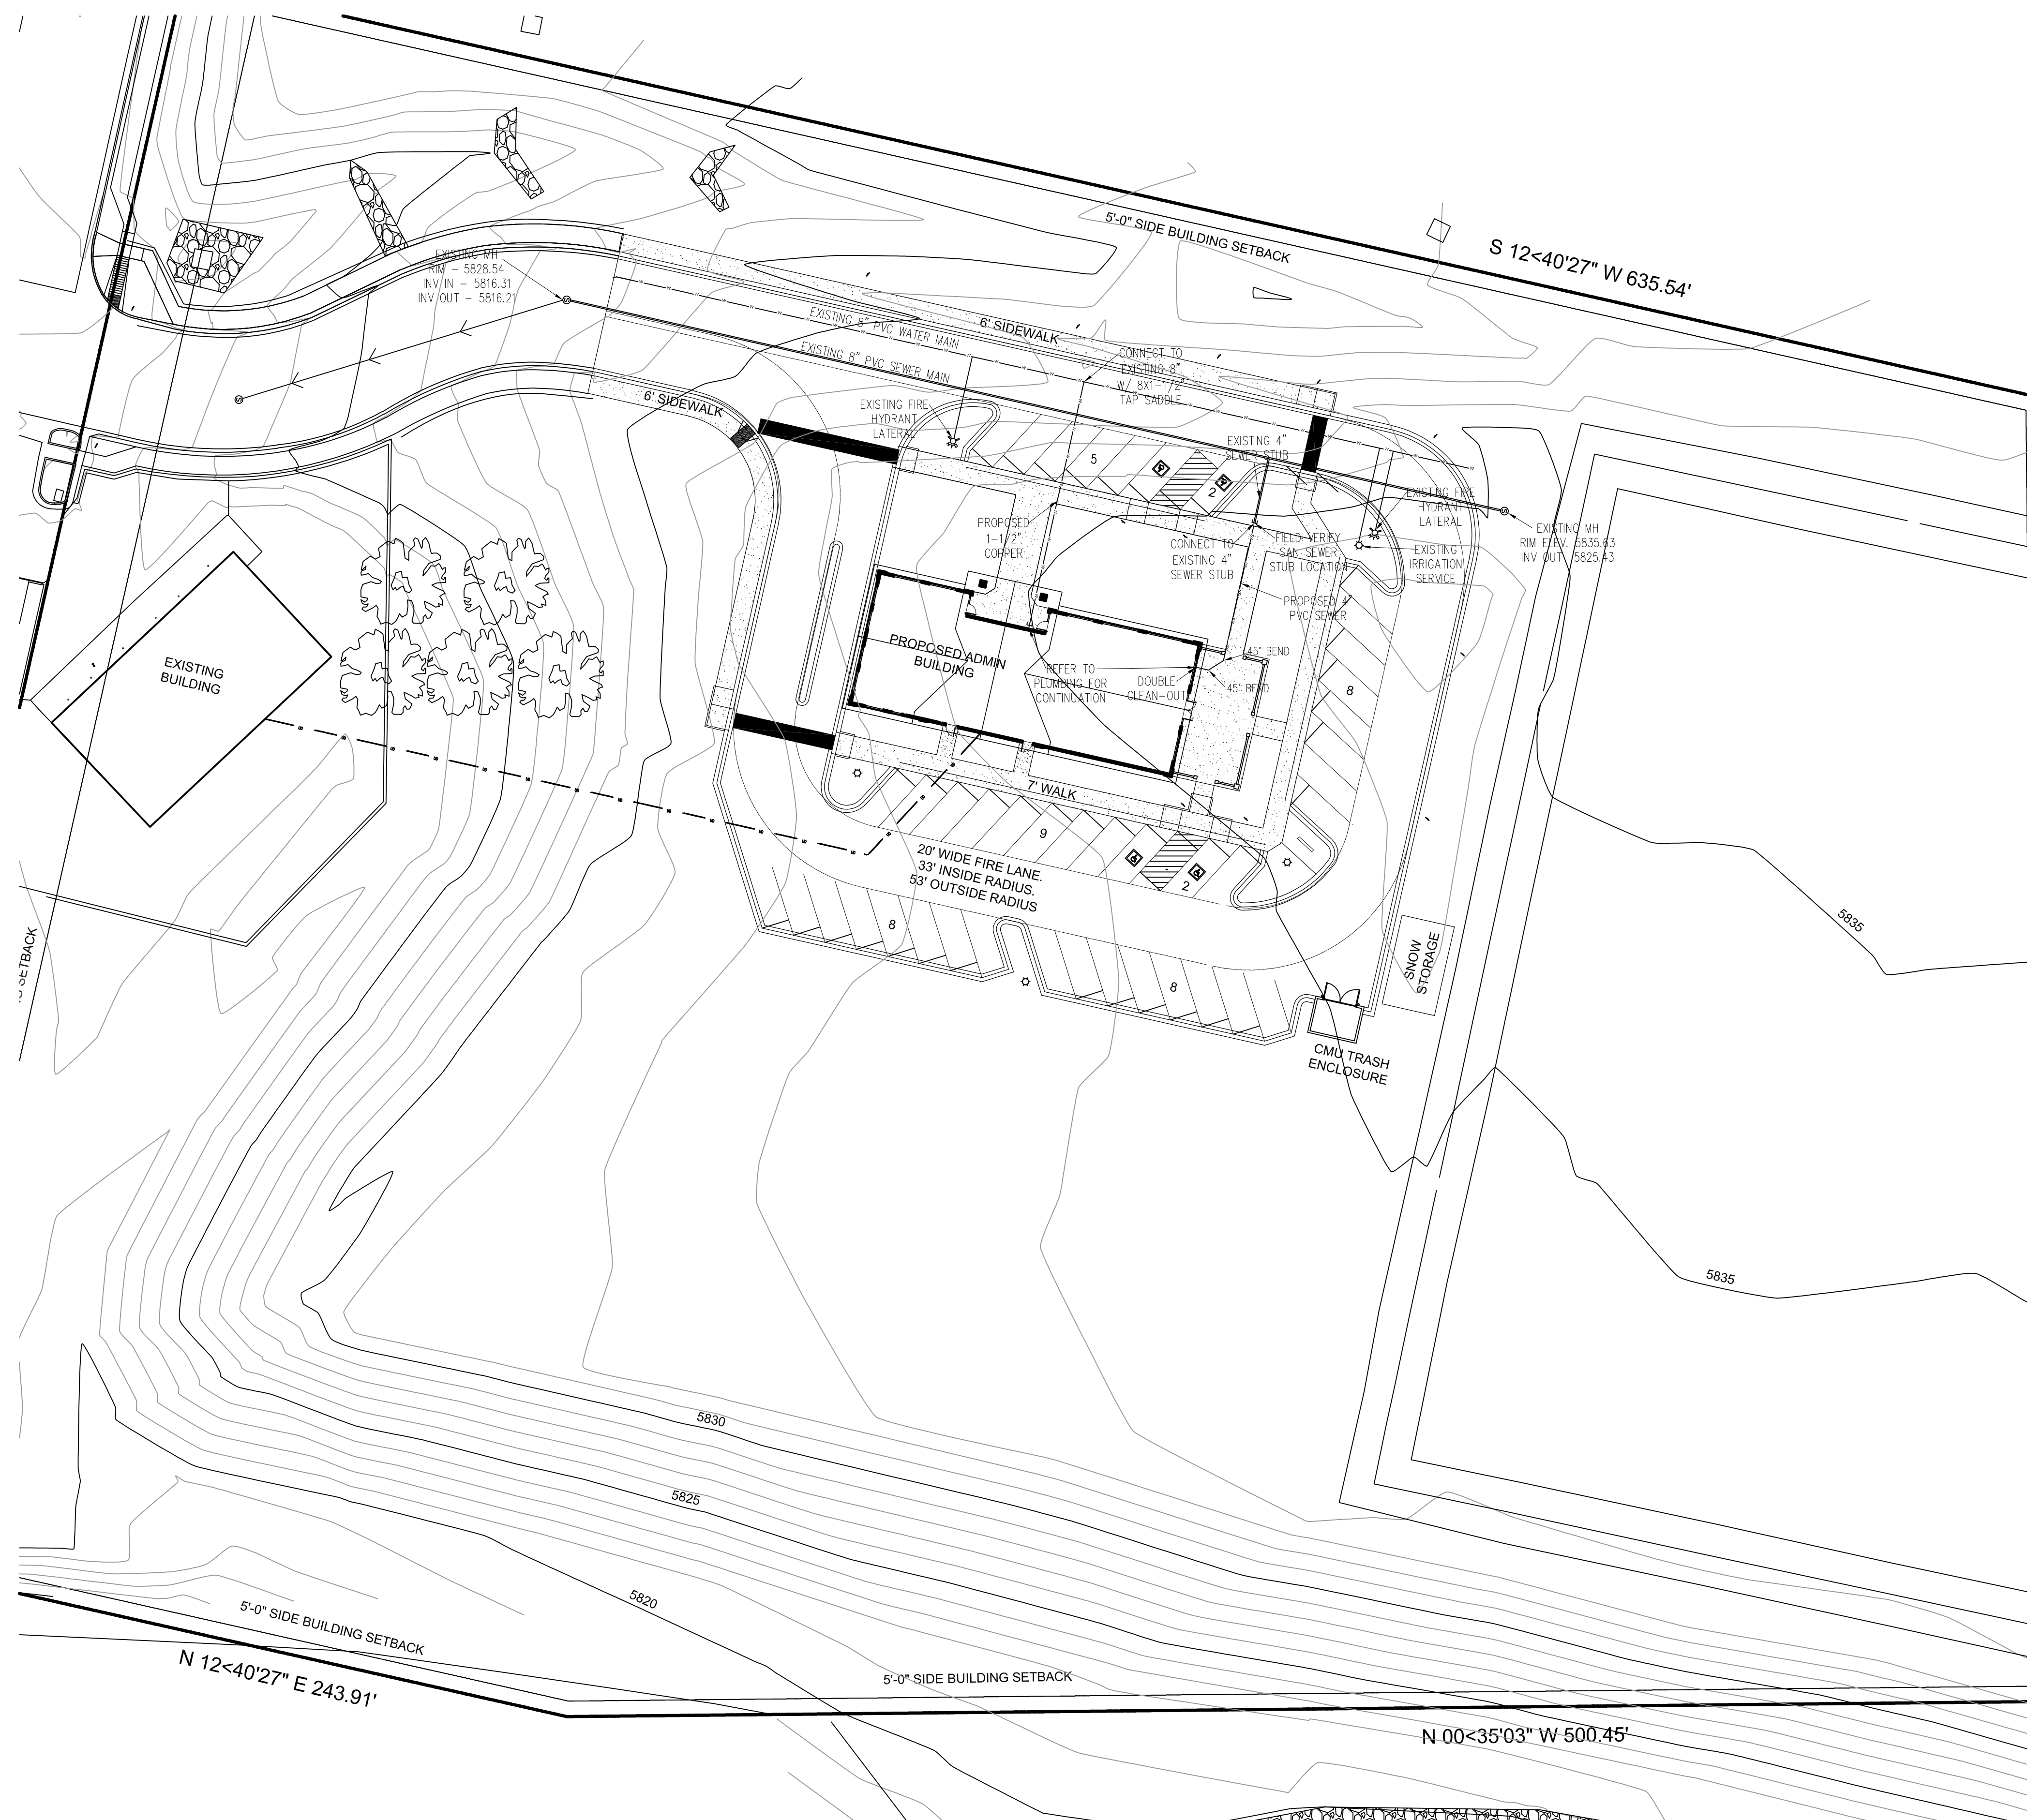 5'-0" SIDE BUILDING SETBACK
S 12<40'27" W 635.54'
EXISTING MH
RIM - 5828.54
INV IN - 5816.31
INV OUT - 5816.21
6' SIDEWALK
EXISTING 8" PVC WATER MAIN
EXISTING 8" PVC SEWER MAIN
CONNECT TO
EXISTING 8"
W/ 8X1-1/2"
TAP SADDLE
6' SIDEWALK
EXISTING FIRE
HYDRANT
LATERAL
5
EXISTING 4"
SEWER STUB
2
EXISTING FIRE
HYDRANT
LATERAL
EXISTING MH
RIM ELEV. 5835.63
INV OUT 5825.43
PROPOSED
1-1/2"
COPPER
CONNECT TO
EXISTING 4"
SEWER STUB
FIELD VERIFY
SAN SEWER
STUB LOCATION
EXISTING
IRRIGATION
SERVICE
PROPOSED 4"
PVC SEWER
EXISTING
BUILDING
PROPOSED ADMIN
BUILDING
REFER TO
PLUMBING FOR
CONTINUATION
DOUBLE
CLEAN-OUT
45° BEND
45° BEND
8
7' WALK
9
2
20' WIDE FIRE LANE.
33' INSIDE RADIUS.
53' OUTSIDE RADIUS
8
8
SNOW
STORAGE
5835
SETBACK
CMU TRASH
ENCLOSURE
5835
5830
5825
5820
5'-0" SIDE BUILDING SETBACK
N 12<40'27" E 243.91'
5'-0" SIDE BUILDING SETBACK
N 00<35'03" W 500.45'